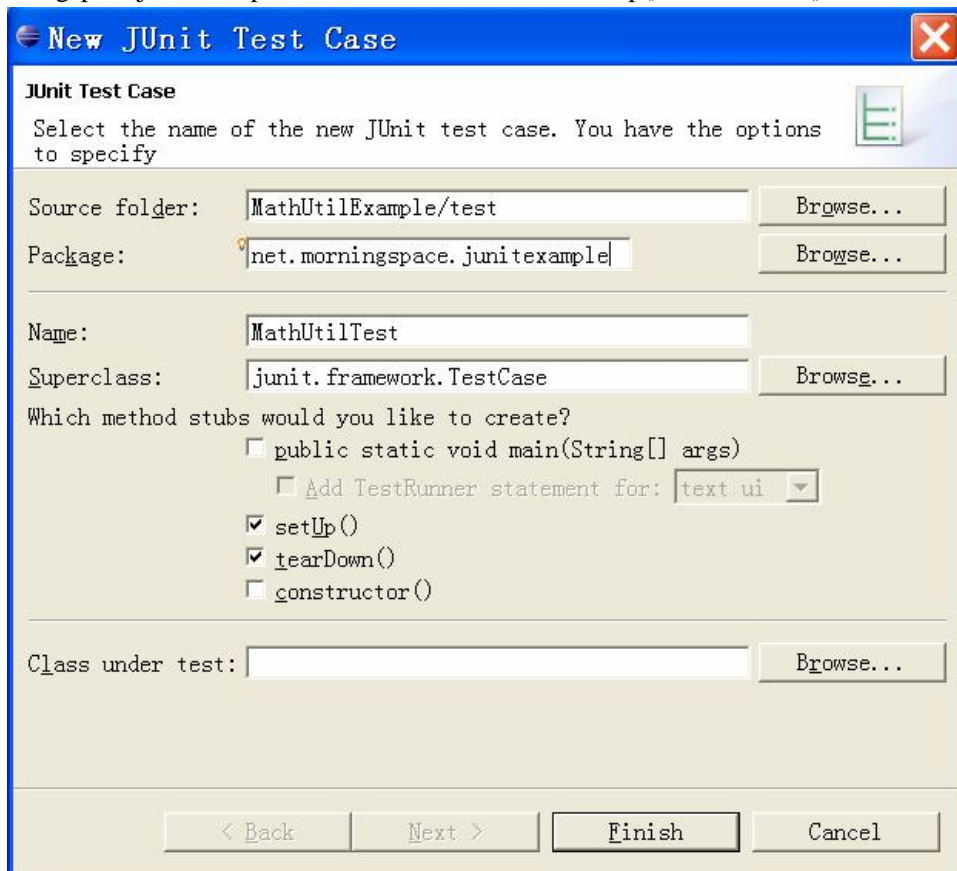 New JUnit Test Case
JUnit Test Case
Select the name of the new JUnit test case. You have the options
to specify
Source folder: MathUtilExample/test Browse...
Package: net.morningspace.junitexample Browse...
Name: MathUtilTest
Superclass: junit.framework.TestCase Browse...
Which method stubs would you like to create?
public static void main(String[] args)
Add TestRunner statement for: text ui
setUp()
tearDown()
constructor()
Class under test: Browse...
< Back Next > Finish Cancel